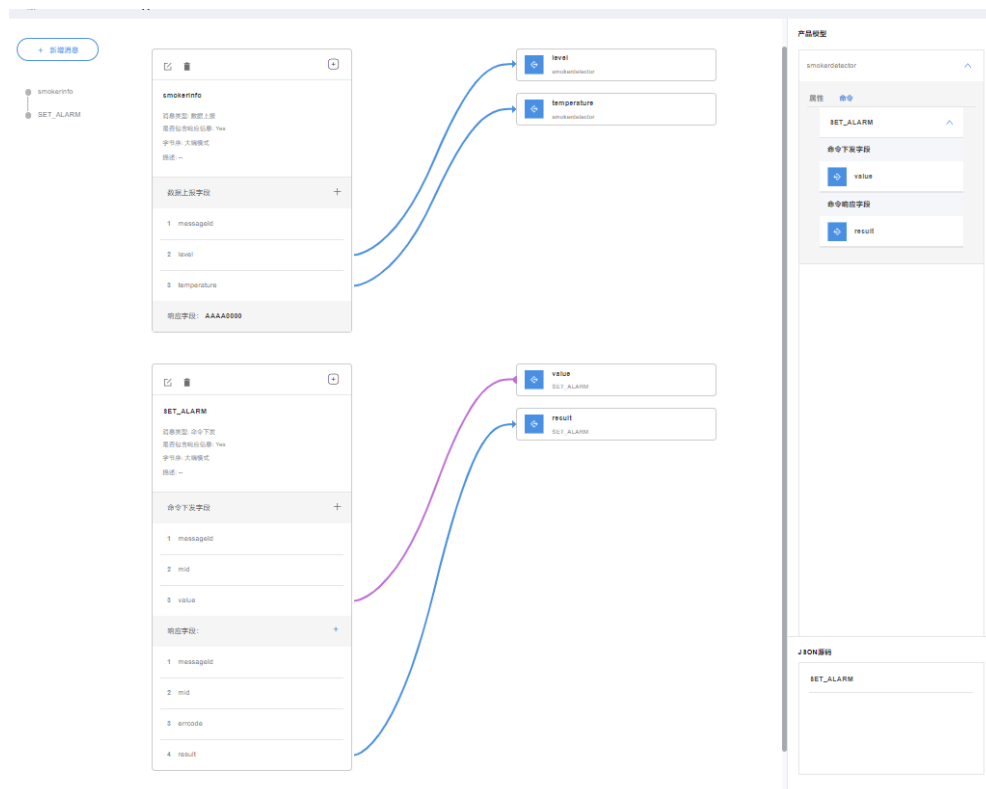 + 新增消息
smokerinfo
SET_ALARM
smokerinfo
消息类型: 数据上报
是否包含响应信息: Yes
字节序: 大端模式
描述: --
数据上报字段
1 messageId
2 level
3 temperature
响应字段: AAAA0000
level
smokerdetector
temperature
smokerdetector
SET_ALARM
消息类型: 命令下发
是否包含响应信息: Yes
字节序: 大端模式
描述: --
命令下发字段
1 messageId
2 mid
3 value
响应字段:
1 messageId
2 mid
3 errcode
4 result
value
SET_ALARM
result
SET_ALARM
产品模型
smokerdetector
属性 命令
SET_ALARM
命令下发字段
value
命令响应字段
result
JSON源码
SET_ALARM